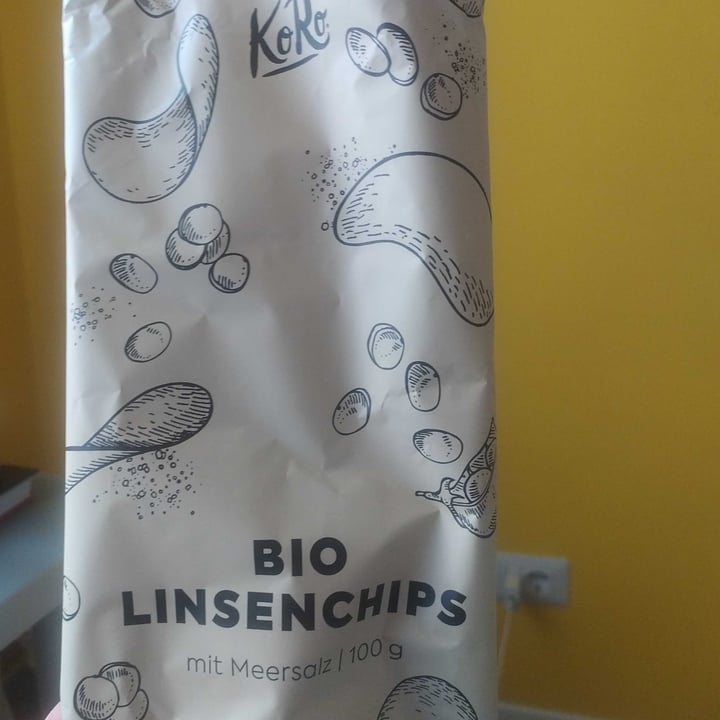 KoRo
BIO
LINSENCHIPS
mit Meersalz | 100 g